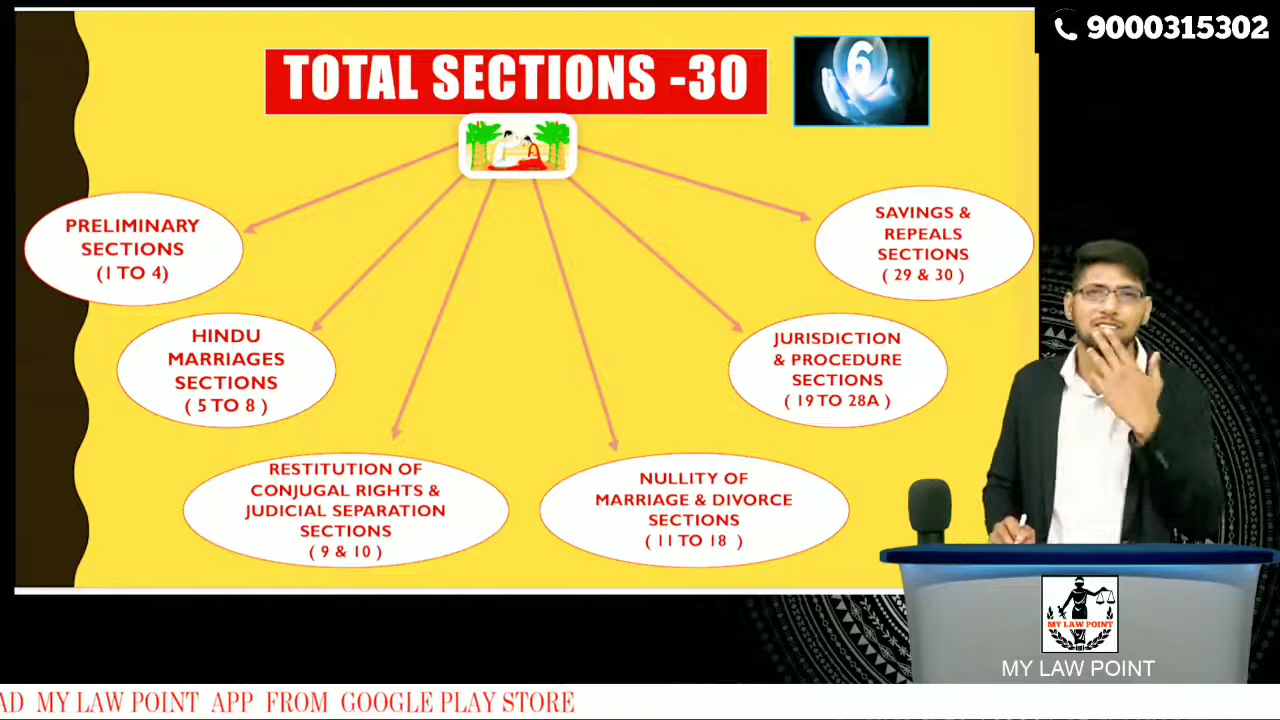 9000315302
TOTAL SECTIONS -30
6
PRELIMINARY
SECTIONS
(1 TO 4)
HINDU
MARRIAGES
SECTIONS
( 5 TO 8 )
RESTITUTION OF
CONJUGAL RIGHTS &
JUDICIAL SEPARATION
SECTIONS
( 9 & 10 )
NULLITY OF
MARRIAGE & DIVORCE
SECTIONS
( 11 TO 18 )
JURISDICTION
& PROCEDURE
SECTIONS
( 19 TO 28A )
SAVINGS &
REPEALS
SECTIONS
( 29 & 30 )
MY LAW POINT
MY LAW POINT
AD MY LAW POINT APP FROM GOOGLE PLAY STORE